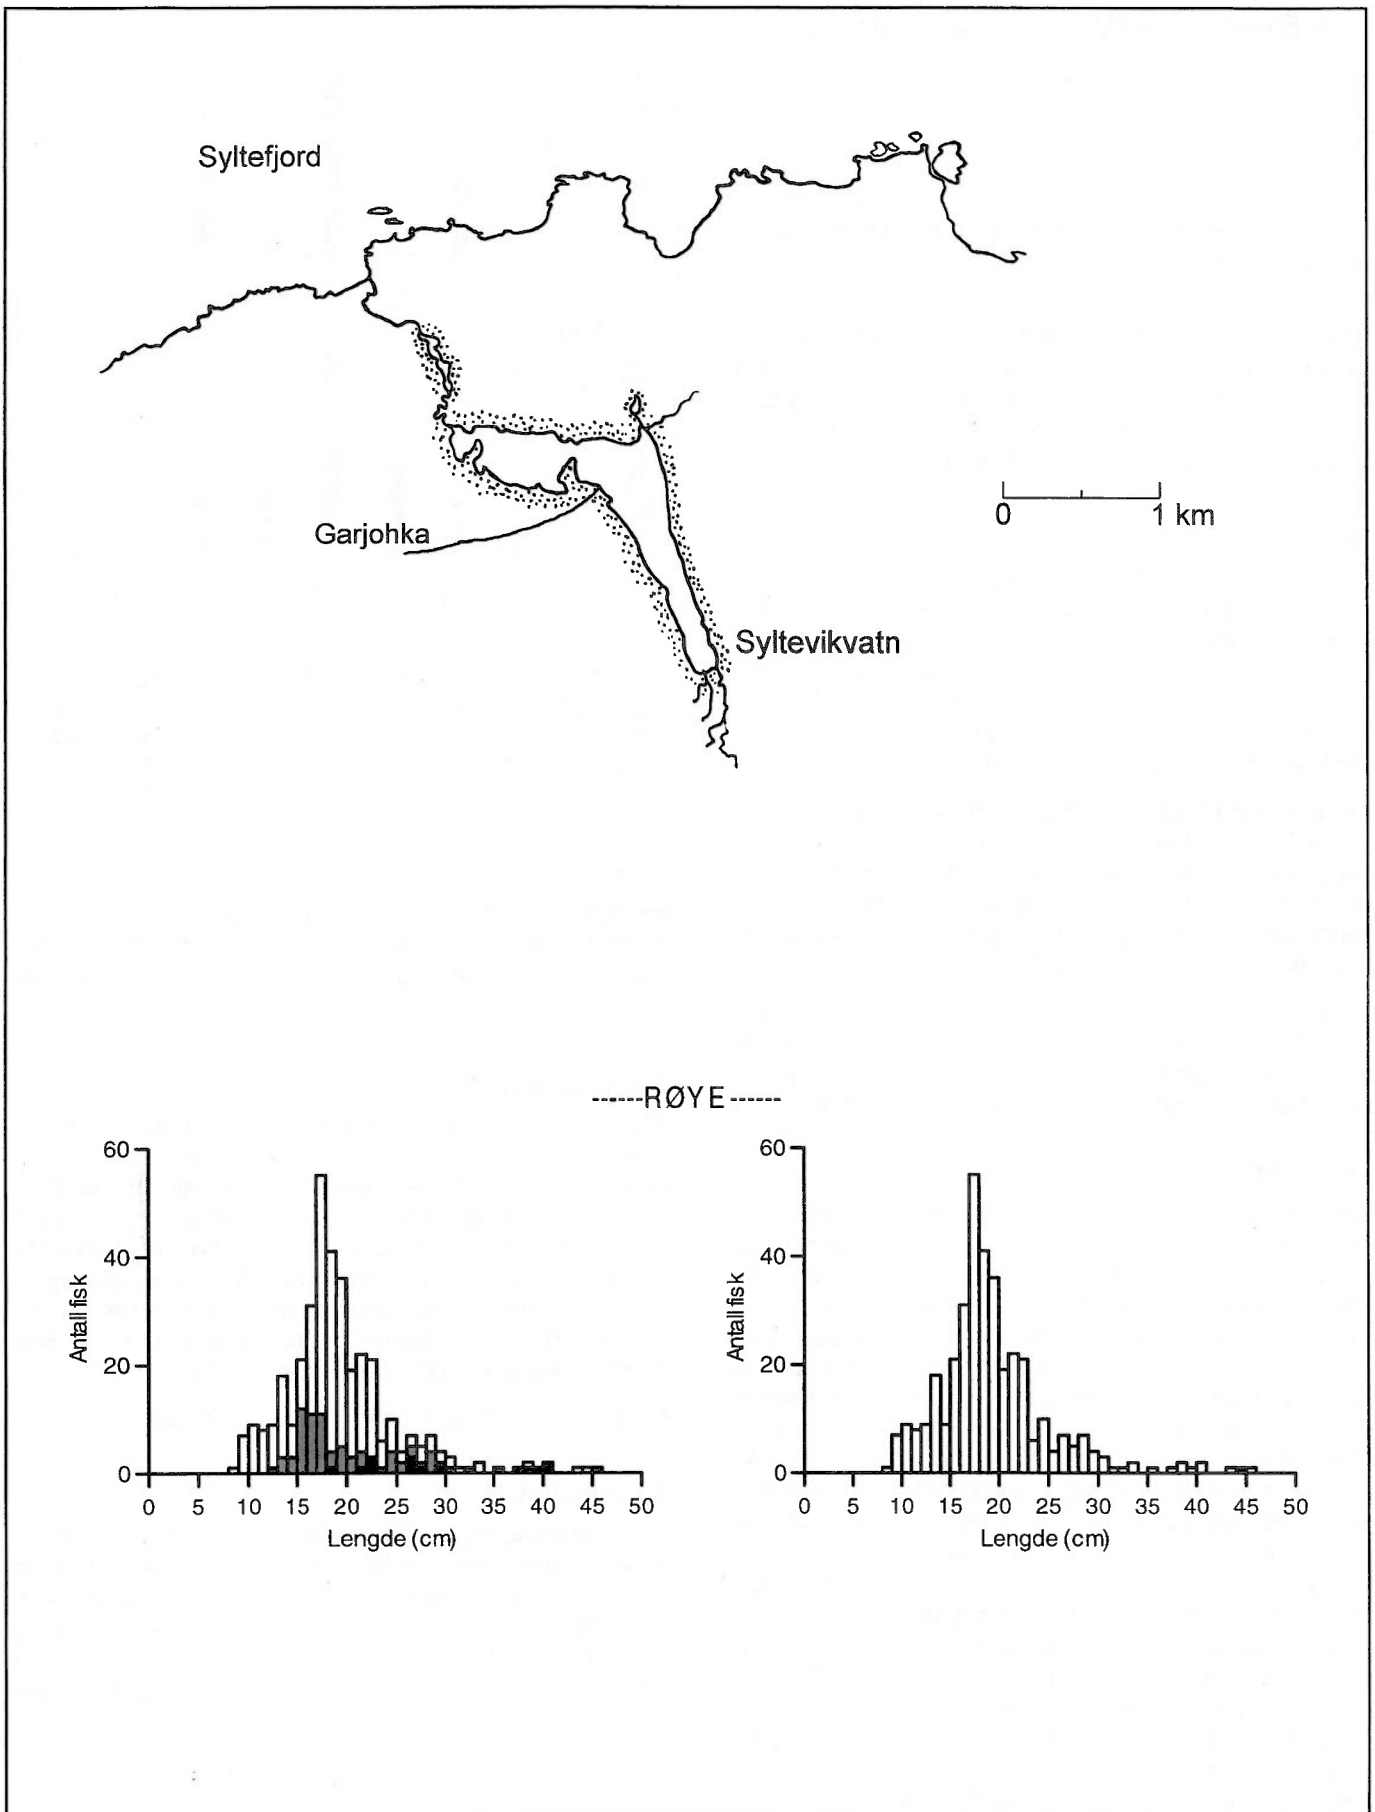 Syltefjord
Garjohka
0 1 km
Syltevikvatn
------RØYE------
60
40
20
0
Antall fisk
0 5 10 15 20 25 30 35 40 45 50
Lengde (cm)
60
40
20
0
Antall fisk
0 5 10 15 20 25 30 35 40 45 50
Lengde (cm)